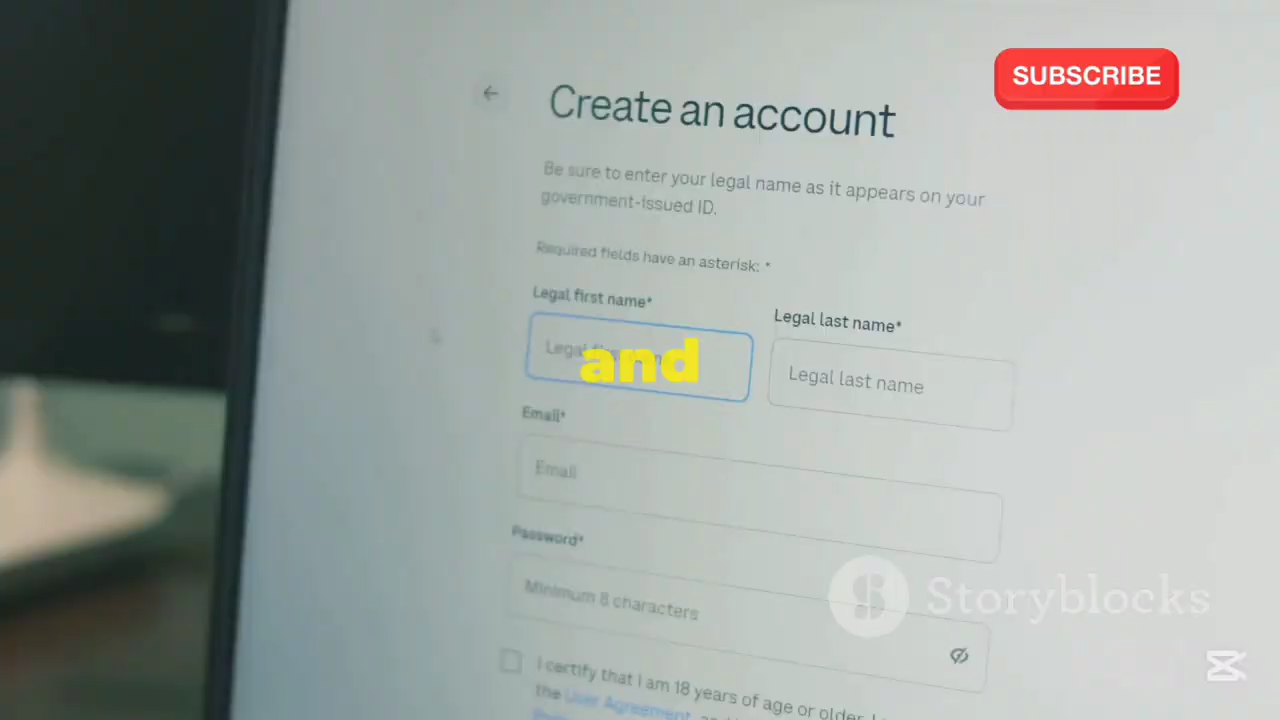 SUBSCRIBE
Create an account
Be sure to enter your legal name as it appears on your
government-issued ID.
Required fields have an asterisk: *
Legal first name*
Legal last name*
and
Legal last name
Email*
Email
Password*
Minimum 8 characters
Storyblocks
I certify that I am 18 years of age or older,
the User Agreement,